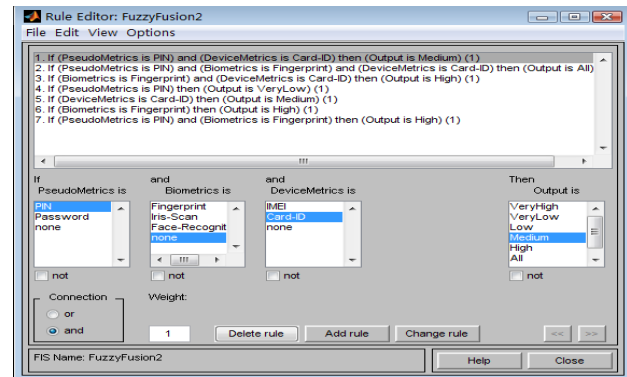 Rule Editor: FuzzyFusion2
File Edit View Options
1. If (PseudoMetrics is PIN) and (DeviceMetrics is Card-ID) then (Output is Medium) (1)
2. If (PseudoMetrics is PIN) and (Biometrics is Fingerprint) and (DeviceMetrics is Card-ID) then (Output is All)
3. If (Biometrics is Fingerprint) and (DeviceMetrics is Card-ID) then (Output is High) (1)
4. If (PseudoMetrics is PIN) then (Output is VeryLow) (1)
5. If (DeviceMetrics is Card-ID) then (Output is Medium) (1)
6. If (Biometrics is Fingerprint) then (Output is High) (1)
7. If (PseudoMetrics is PIN) and (Biometrics is Fingerprint) then (Output is High) (1)
If and and Then
PseudoMetrics is Biometrics is DeviceMetrics is Output is
PIN
Password
none
Fingerprint
Iris-Scan
Face-Recognit
none
IMEI
Card-ID
none
VeryHigh
VeryLow
Low
Medium
High
All
not not not not
Connection
or
and
Weight:
1 Delete rule Add rule Change rule << >>
FIS Name: FuzzyFusion2 Help Close